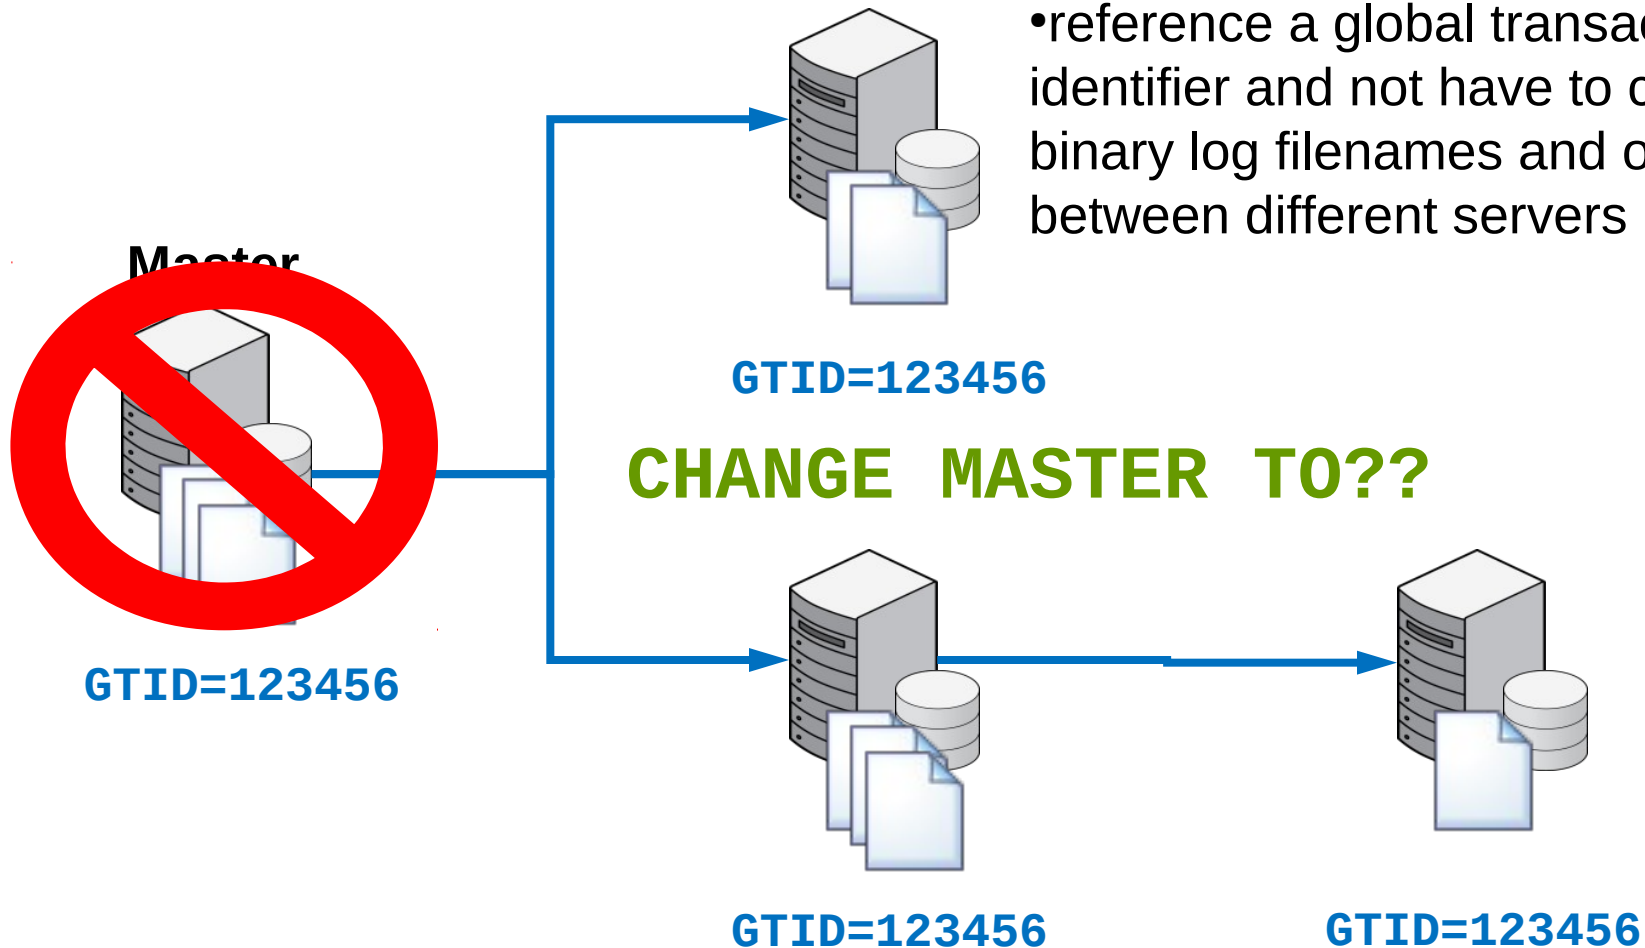 •reference a global
identifier and not have to
binary log filenames and
between different servers
Master
GTID=123456
CHANGE MASTER TO??
GTID=123456
GTID=123456
GTID=123456